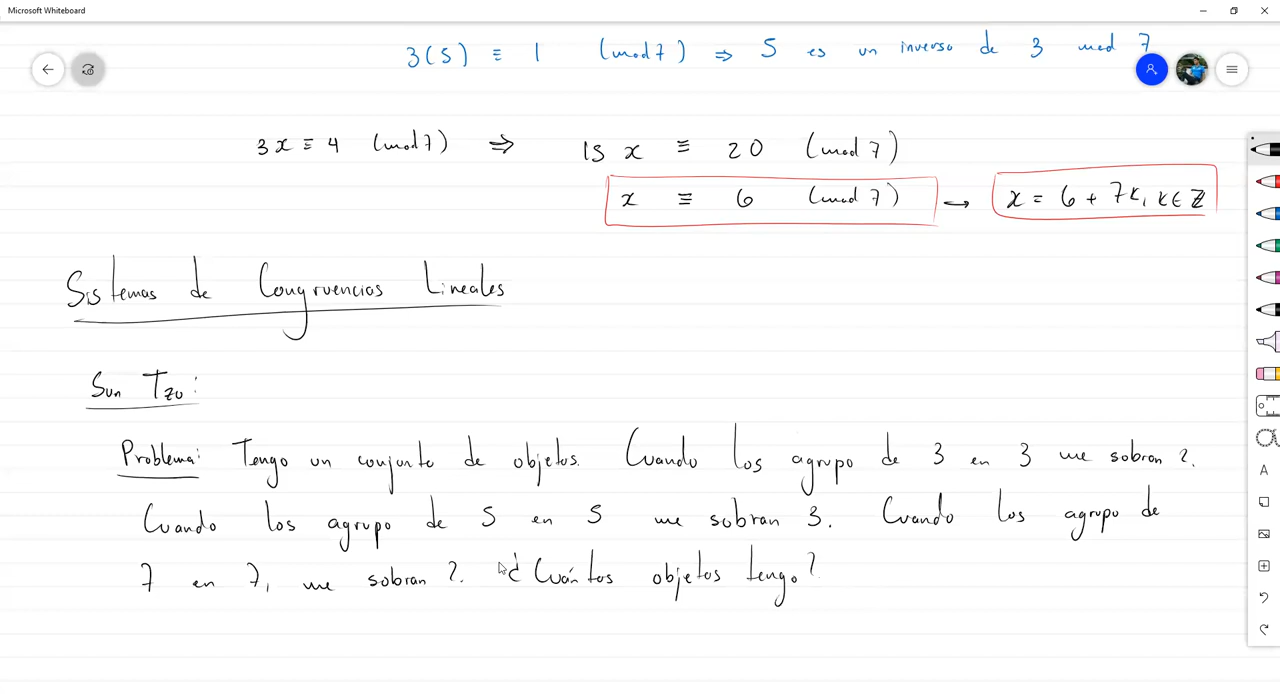 Microsoft Whiteboard
3(5) ≡ 1 (mod 7) ⇒ 5 es un inverso de 3 mod 7
3x ≡ 4 (mod 7) ⇒ 15 x ≡ 20 (mod 7)
x ≡ 6 (mod 7) → x = 6 + 7k, k ∈ ℤ
Sistemas de Congruencias Lineales
Sun Tzu:
Problema: Tengo un conjunto de objetos. Cuando los agrupo de 3 en 3 me sobran 2.
Cuando los agrupo de 5 en 5 me sobran 3. Cuando los agrupo de
7 en 7, me sobran 2. ¿Cuántos objetos tengo?
A